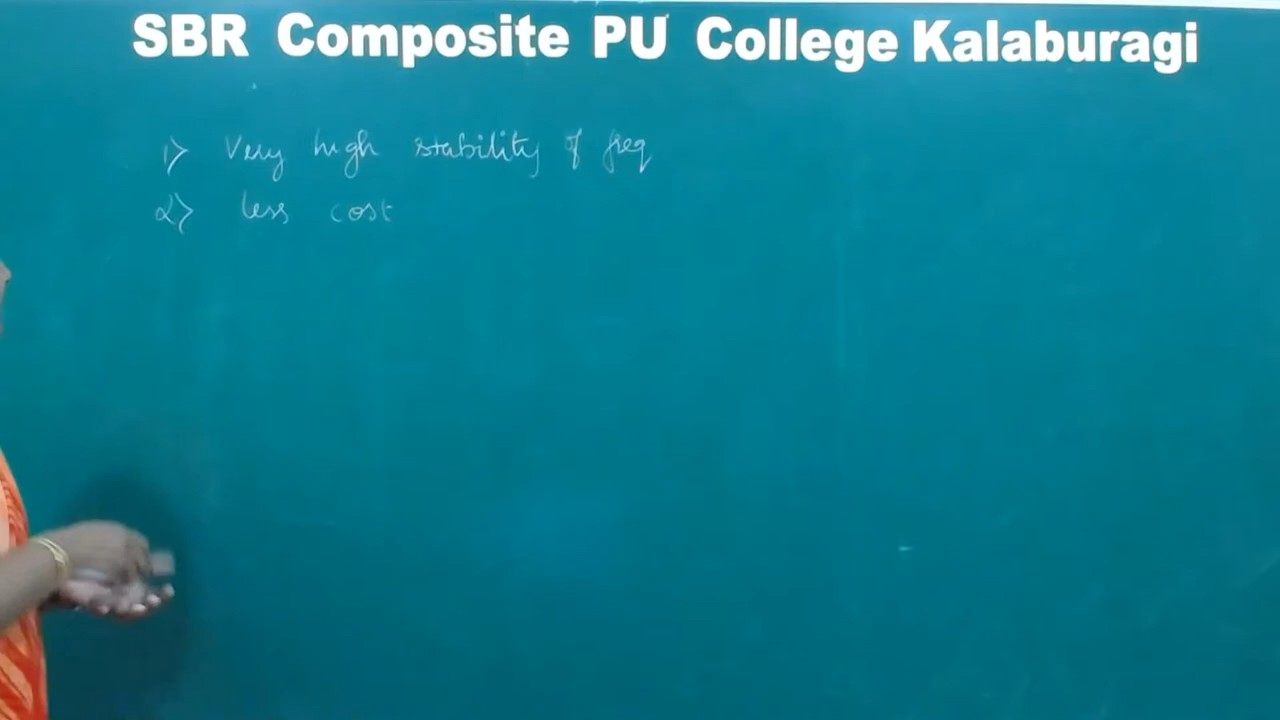 SBR Composite PU College Kalaburagi
1> Very high stability of freq
2> less cost